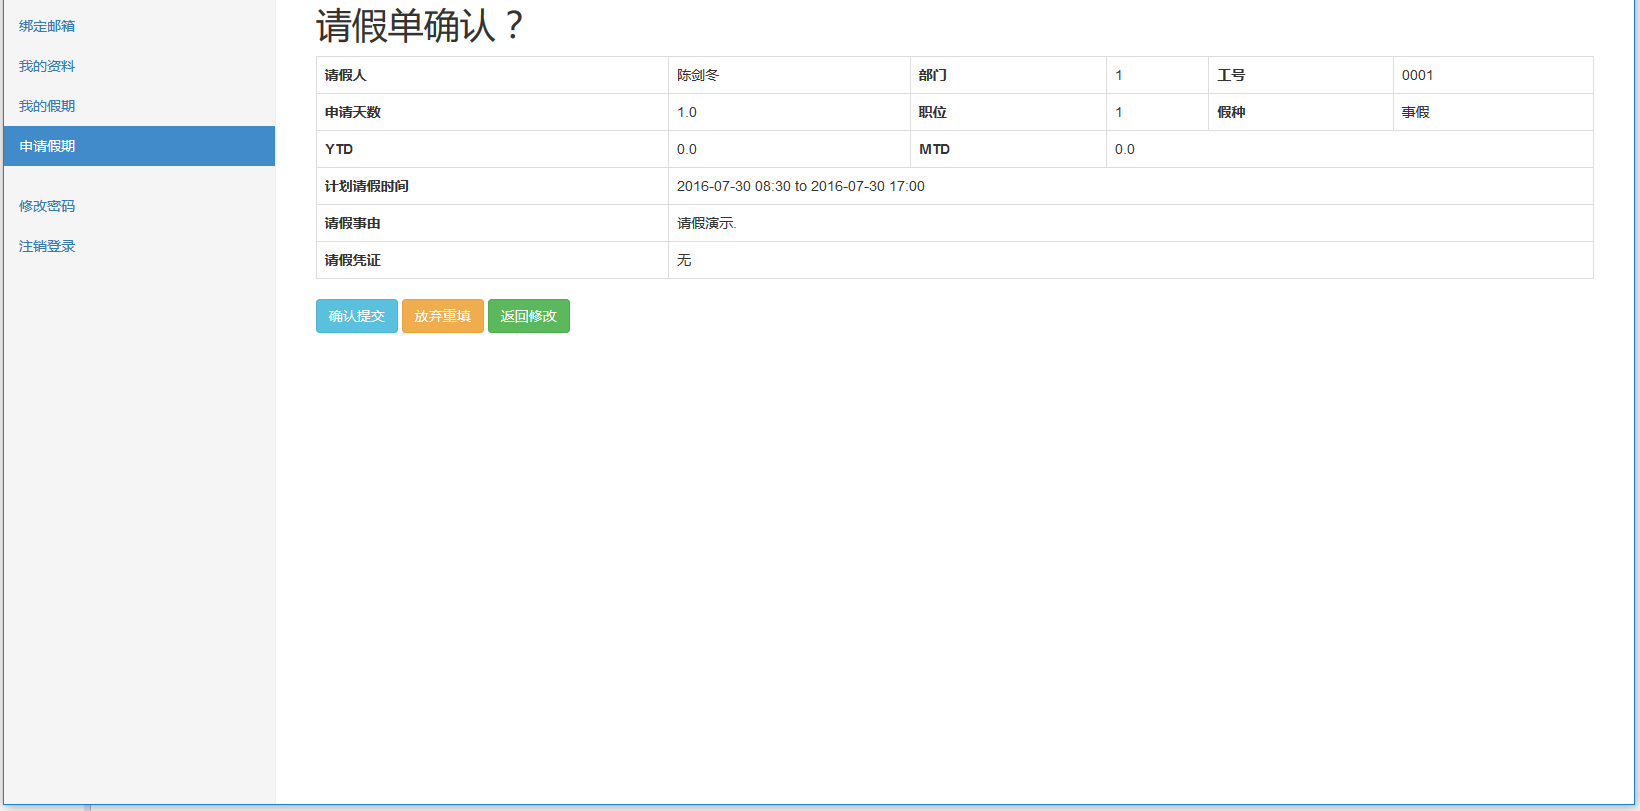 绑定邮箱
我的资料
我的假期
申请假期
修改密码
注销登录
请假单确认？
请假人 陈剑冬 部门 1 工号 0001
申请天数 1.0 职位 1 假种 事假
YTD 0.0 MTD 0.0
计划请假时间 2016-07-30 08:30 to 2016-07-30 17:00
请假事由 请假演示.
请假凭证 无
确认提交 放弃重填 返回修改